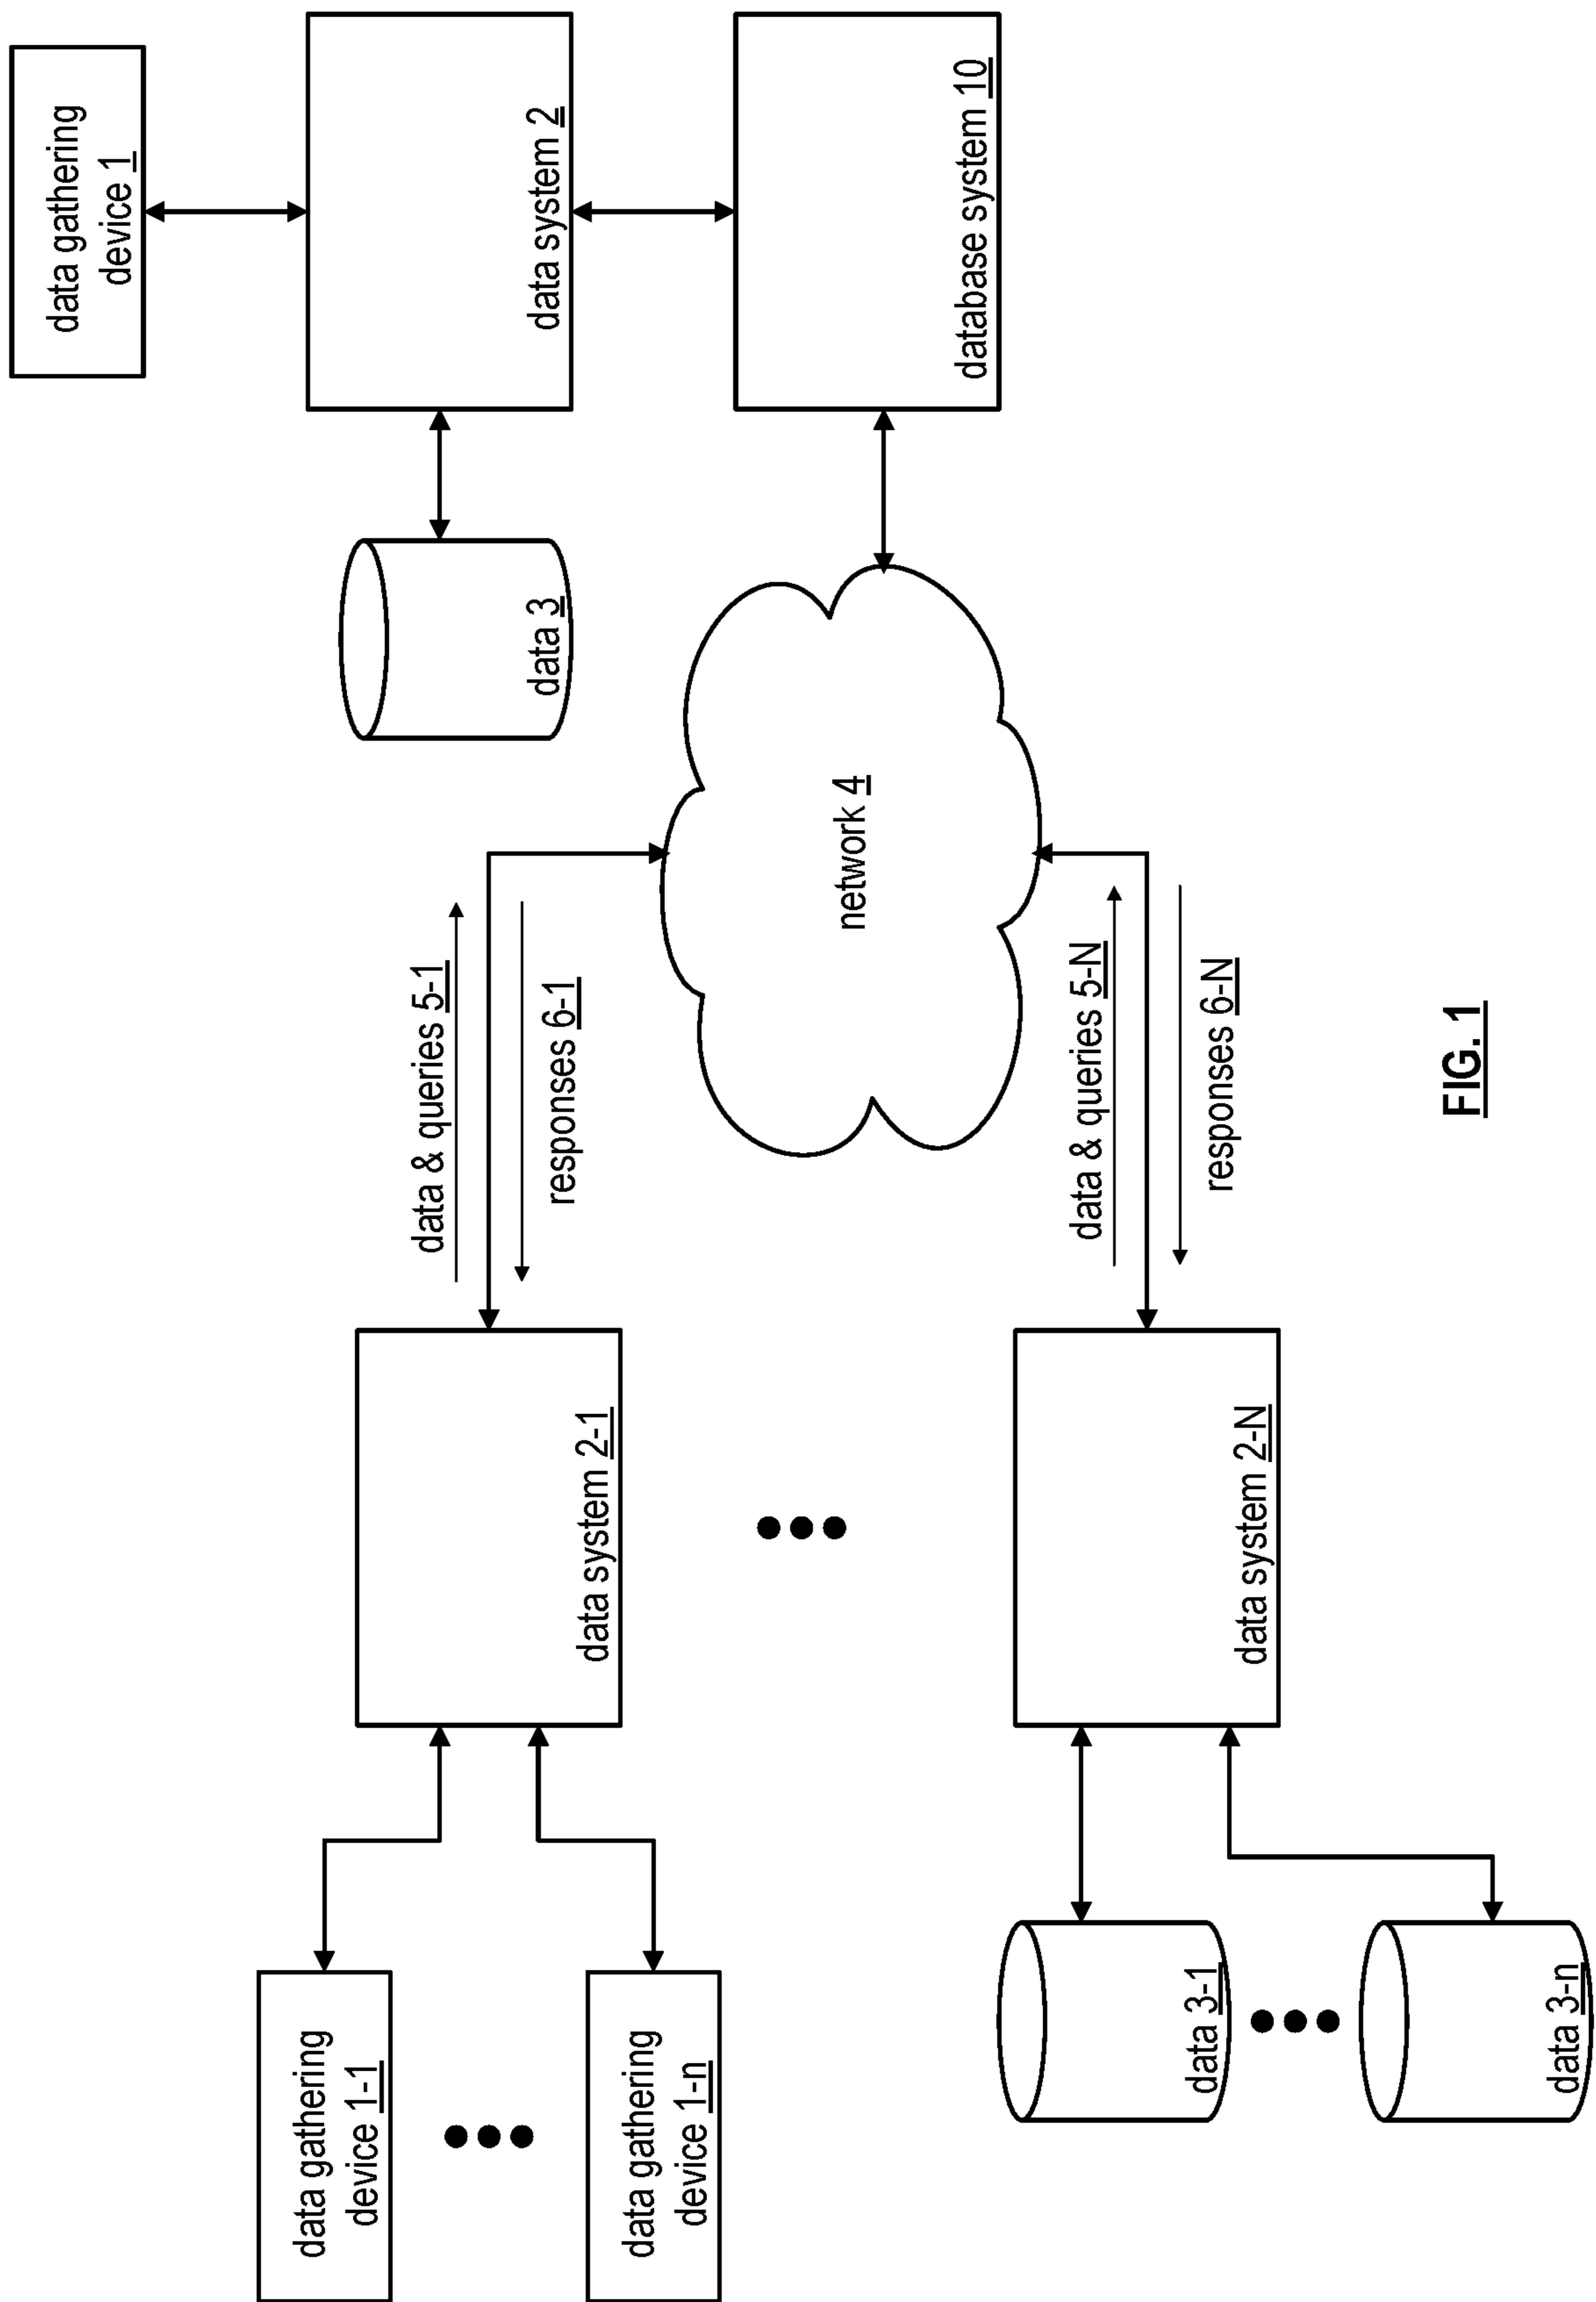 data gathering
device 1-1
data gathering
device 1-n
data system 2-1
data & queries 5-1
responses 6-1
data 3
data system 2
data gathering
device 1
network 4
database system 10
data 3-1
data 3-n
data system 2-N
data & queries 5-N
responses 6-N
FIG. 1